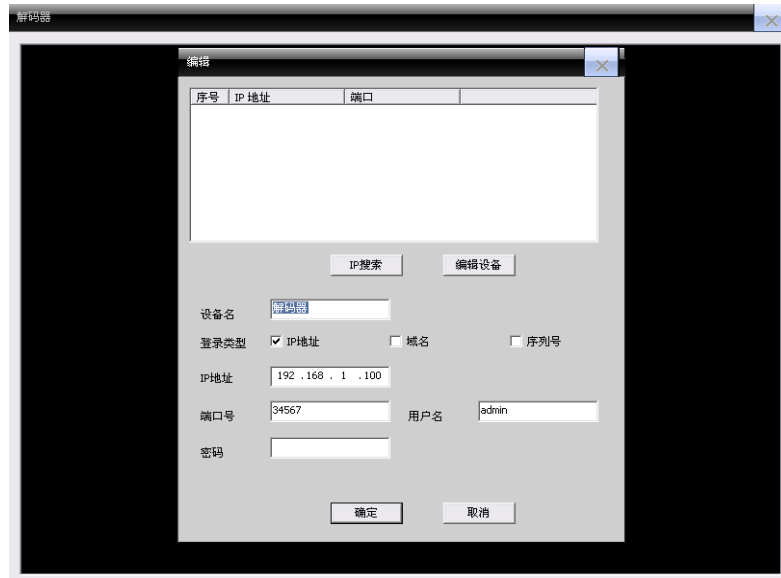 解码器
编辑
序号 IP 地址 端口
IP搜索 编辑设备
设备名 解码器
登录类型 IP地址 域名 序列号
IP地址 192 .168 . 1 .100
端口号 34567 用户名 admin
密码
确定 取消